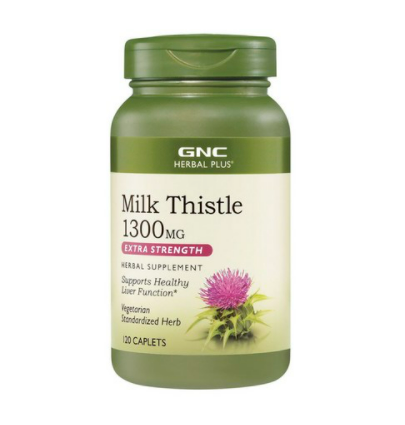 GNC
HERBAL PLUS®
Milk Thistle
1300MG
EXTRA STRENGTH
HERBAL SUPPLEMENT
Supports Healthy
Liver Function*
Vegetarian
Standardized Herb
120 CAPLETS